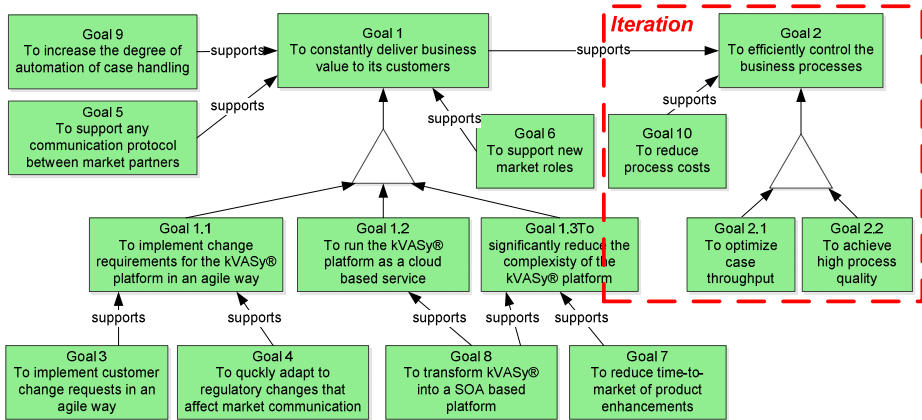 Iteration
Goal 9
To increase the degree of
automation of case handling
supports
Goal 1
To constantly deliver business
value to its customers
supports
Goal 2
To efficiently control the
business processes
Goal 5
To support any
communication protocol
between market partners
supports
supports
Goal 6
To support new
market roles
supports
Goal 10
To reduce
process costs
Goal 1.1
To implement change
requirements for the kVASy®
platform in an agile way
Goal 1.2
To run the kVASy®
platform as a cloud
based service
Goal 1.3To
significantly reduce the
complexisty of the
kVASy® platform
Goal 2.1
To optimize
case
throughput
Goal 2.2
To achieve
high process
quality
supports
supports
supports
supports
supports
Goal 3
To implement customer
change requests in an
agile way
Goal 4
To quckly adapt to
regulatory changes that
affect market communication
Goal 8
To transform kVASy®
into a SOA based
platform
Goal 7
To reduce time-to-
market of product
enhancements